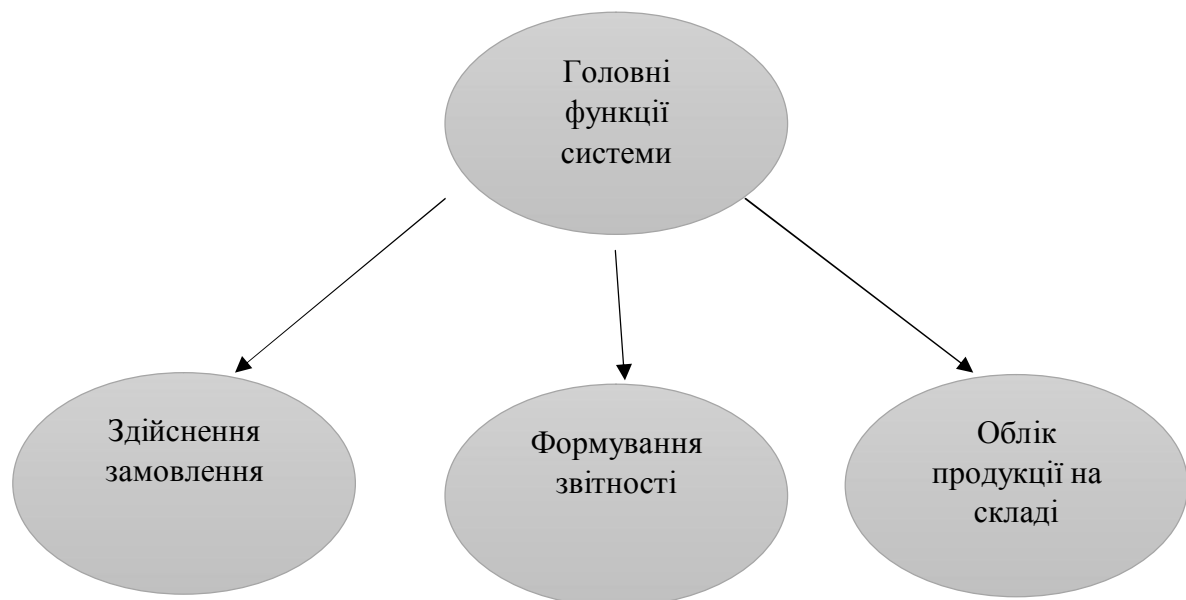 Головні
функції
системи
Здійснення
замовлення
Формування
звітності
Облік
продукції на
складі